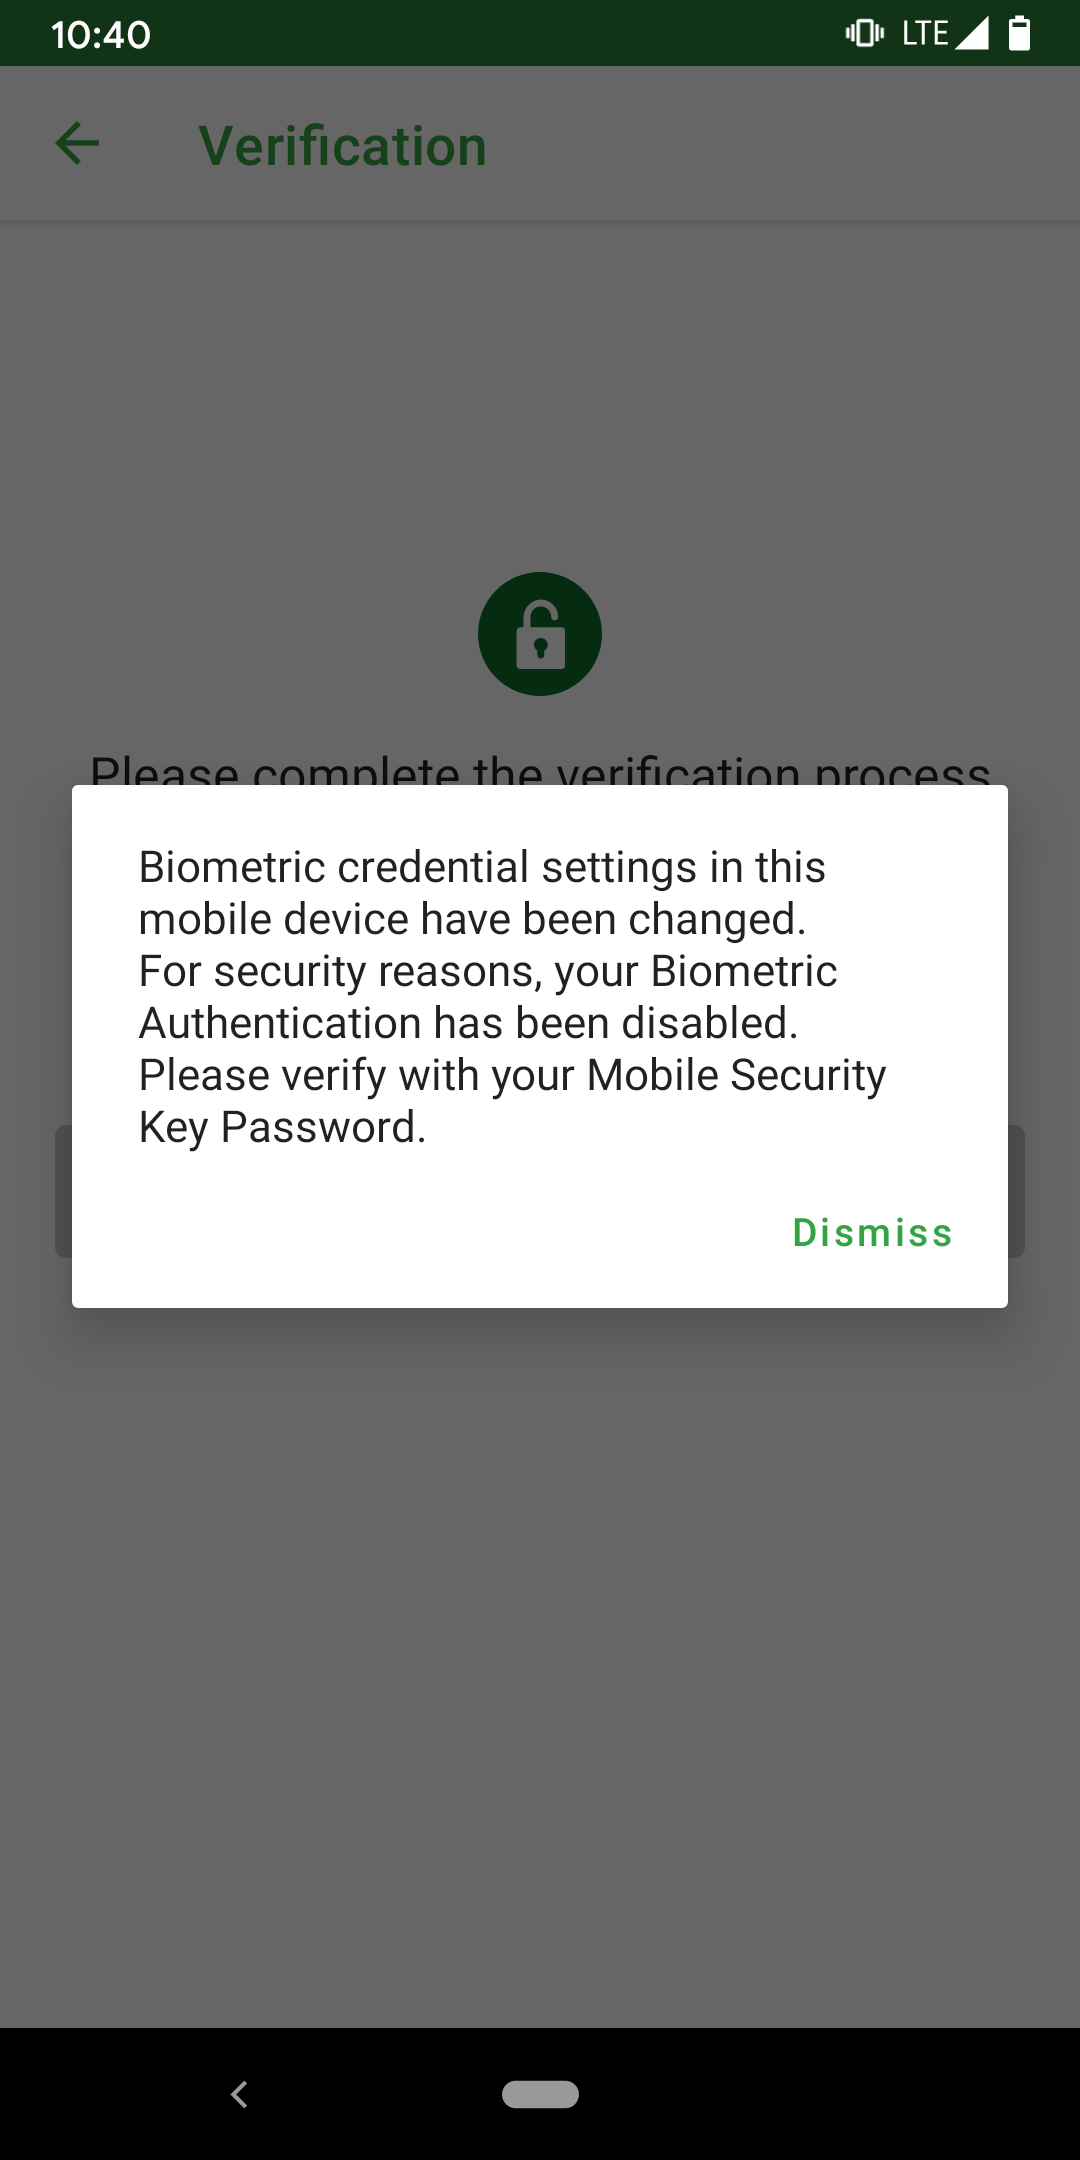 10:40
LTE
Verification
Please complete the verification process
Biometric credential settings in this
mobile device have been changed.
For security reasons, your Biometric
Authentication has been disabled.
Please verify with your Mobile Security
Key Password.
Dismiss